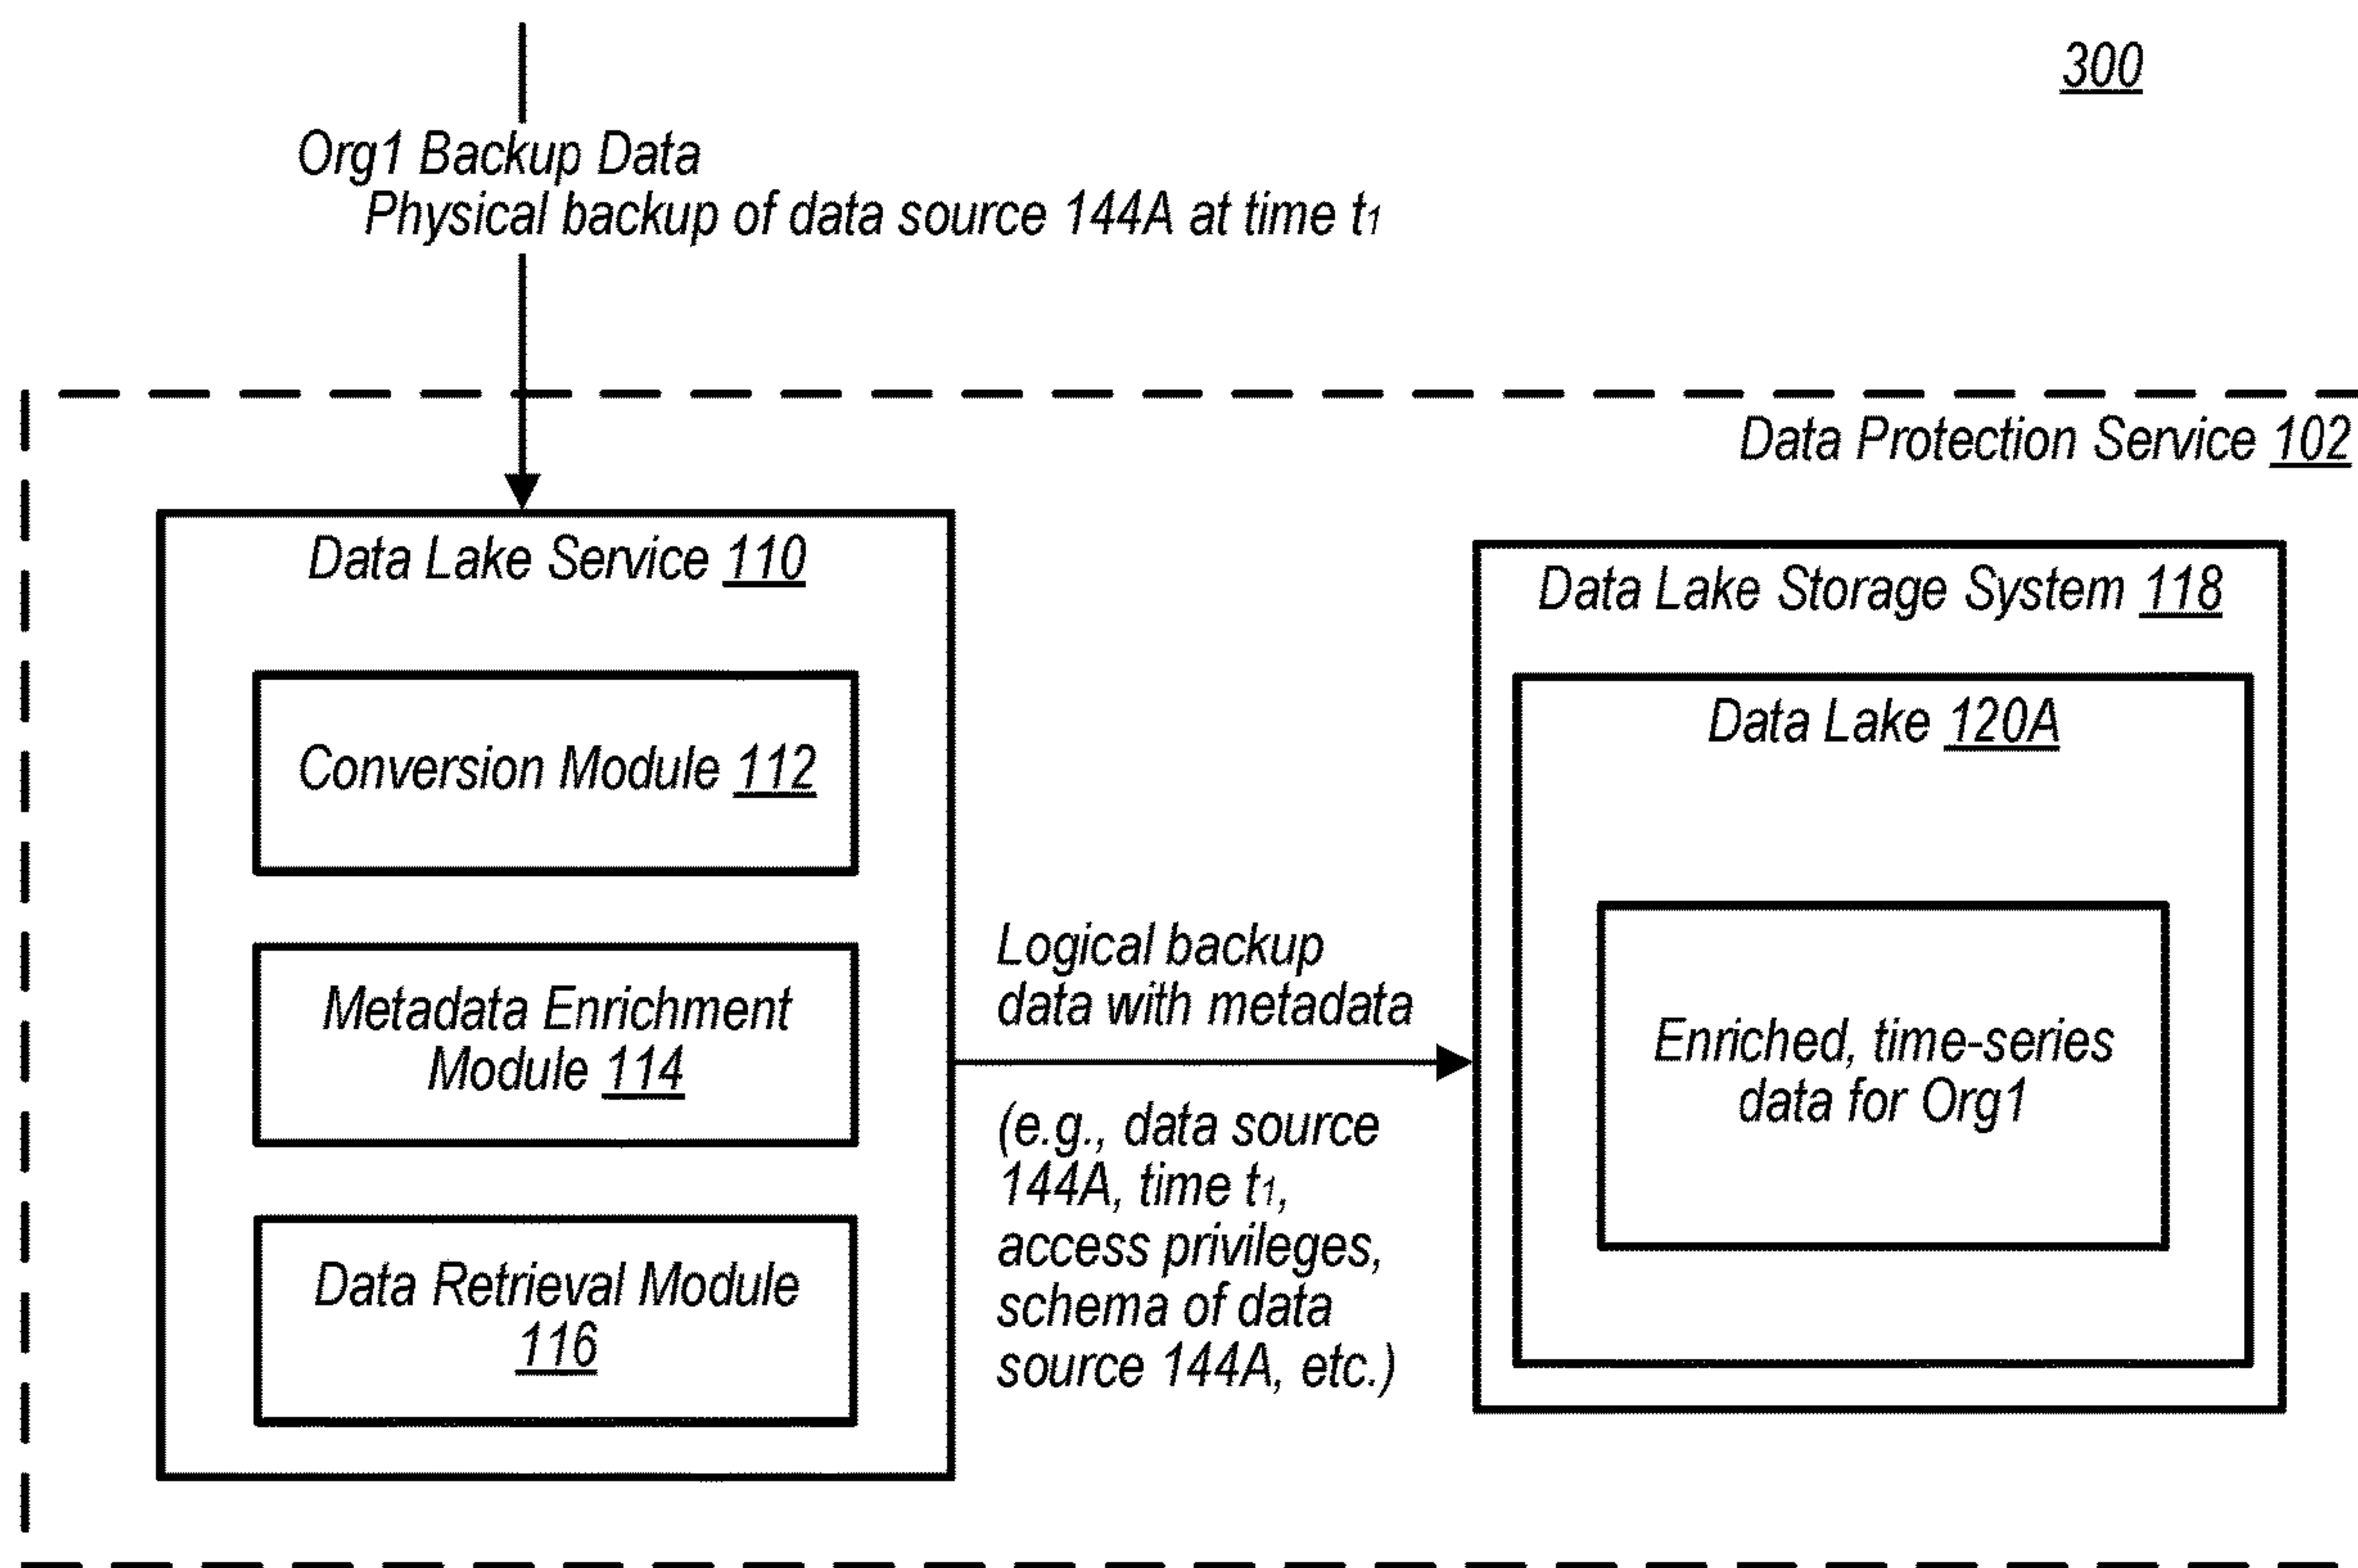 300
Org1 Backup Data
Physical backup of data source 144A at time t1
Data Protection Service 102
Data Lake Service 110
Conversion Module 112
Metadata Enrichment
Module 114
Data Retrieval Module
116
Logical backup
data with metadata
(e.g., data source
144A, time t1,
access privileges,
schema of data
source 144A, etc.)
Data Lake Storage System 118
Data Lake 120A
Enriched, time-series
data for Org1